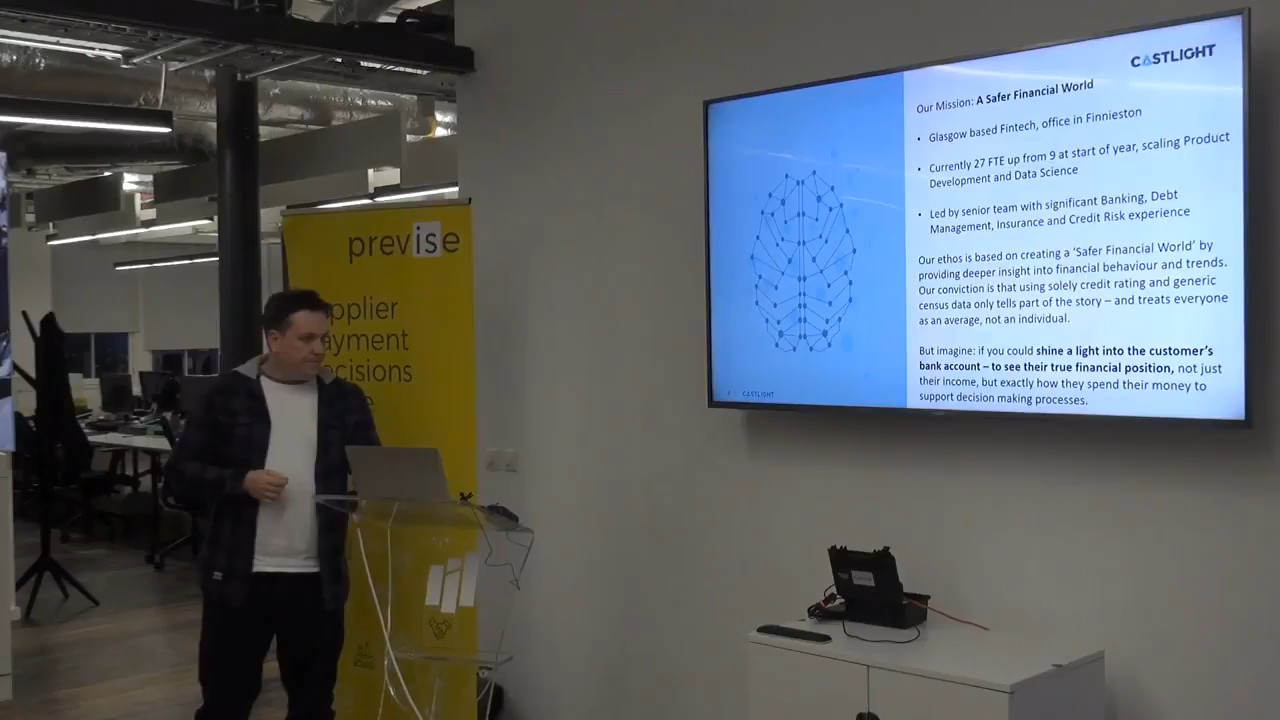 previse
pplier
ayment
cisions
e
CASTLIGHT
Our Mission: A Safer Financial World
• Glasgow based Fintech, office in Finnieston
• Currently 27 FTE up from 9 at start of year, scaling Product
Development and Data Science
• Led by senior team with significant Banking, Debt
Management, Insurance and Credit Risk experience
Our ethos is based on creating a ‘Safer Financial World’ by
providing deeper insight into financial behaviour and trends.
Our conviction is that using solely credit rating and generic
census data only tells part of the story – and treats everyone
as an average, not an individual.
But imagine: if you could shine a light into the customer’s
bank account – to see their true financial position, not just
their income, but exactly how they spend their money to
support decision making processes.
CASTLIGHT